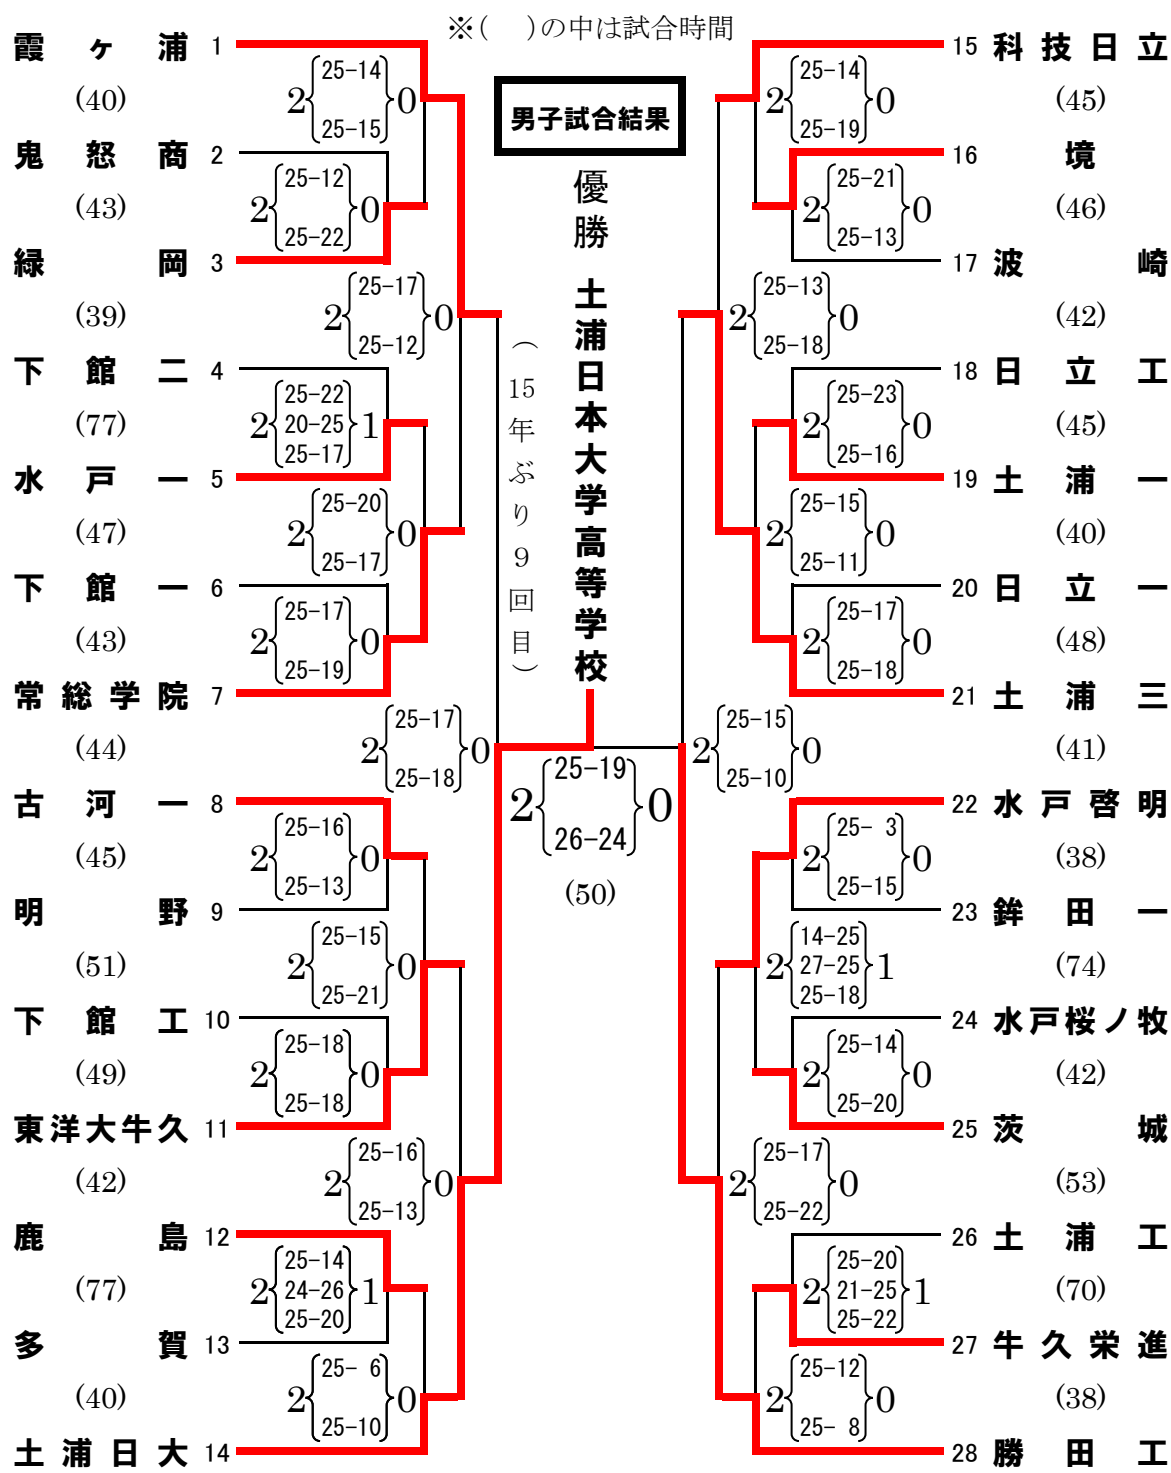 ※(　)の中は試合時間
男子試合結果
優勝 土浦日本大学高等学校
(15年ぶり9回目)
2 25-19 0
26-24
(50)
霞ヶ浦 1
2 25-14 0
(40)
25-15
鬼怒商 2
2 25-12 0
(43)
25-22
緑岡 3
2 25-17 0
(39)
25-12
下館二 4
25-22
(77)
2 20-25 1
25-17
水戸一 5
2 25-20 0
(47)
25-17
下館一 6
2 25-17 0
(43)
25-19
常総学院 7
2 25-17 0
(44)
25-18
古河一 8
2 25-16 0
(45)
25-13
明野 9
2 25-15 0
(51)
25-21
下館工 10
2 25-18 0
(49)
25-18
東洋大牛久 11
2 25-16 0
(42)
25-13
鹿島 12
25-14
(77)
2 24-26 1
25-20
多賀 13
2 25- 6 0
(40)
25-10
土浦日大 14
15 科技日立
2 25-14 0
(45)
25-19
16 境
2 25-21 0
(46)
25-13
17 波崎
2 25-13 0
(42)
25-18
18 日立工
2 25-23 0
(45)
25-16
19 土浦一
2 25-15 0
(40)
25-11
20 日立一
2 25-17 0
(48)
25-18
21 土浦三
2 25-15 0
(41)
25-10
22 水戸啓明
2 25- 3 0
(38)
25-15
23 鉾田一
14-25
(74)
2 27-25 1
25-18
24 水戸桜ノ牧
2 25-14 0
(42)
25-20
25 茨城
2 25-17 0
(53)
25-22
26 土浦工
25-20
(70)
2 21-25 1
25-22
27 牛久栄進
2 25-12 0
(38)
25- 8
28 勝田工